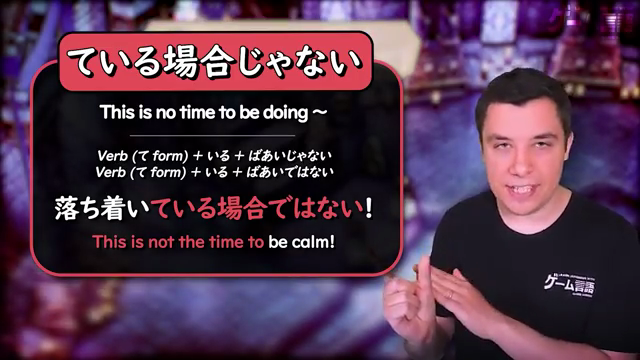 ている場合じゃない
This is no time to be doing ～
Verb (て form) + いる + ばあいじゃない
Verb (て form) + いる + ばあいではない
落ち着いている場合ではない！
This is not the time to be calm!
ゲーム言語